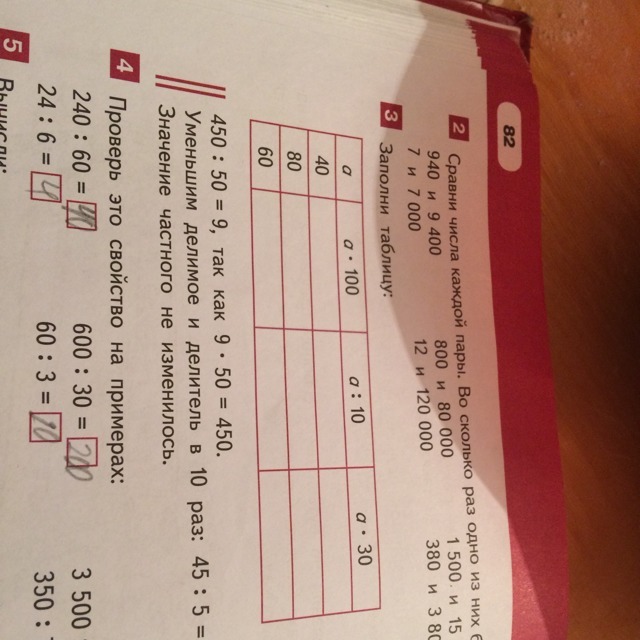 82
2 Сравни числа каждой пары. Во сколько раз одно из них
940 и 9 400 800 и 80 000 1 500 и 15
7 и 7 000 12 и 120 000 380 и 3
3 Заполни таблицу:
a a · 100 a : 10 a · 30
40
80
60
450 : 50 = 9, так как 9 · 50 = 450.
Уменьшим делимое и делитель в 10 раз: 45 : 5 =
Значение частного не изменилось.
4 Проверь это свойство на примерах:
240 : 60 = 600 : 30 = 3 500
24 : 6 = 4 60 : 3 = 350 :
5 Вычисли: